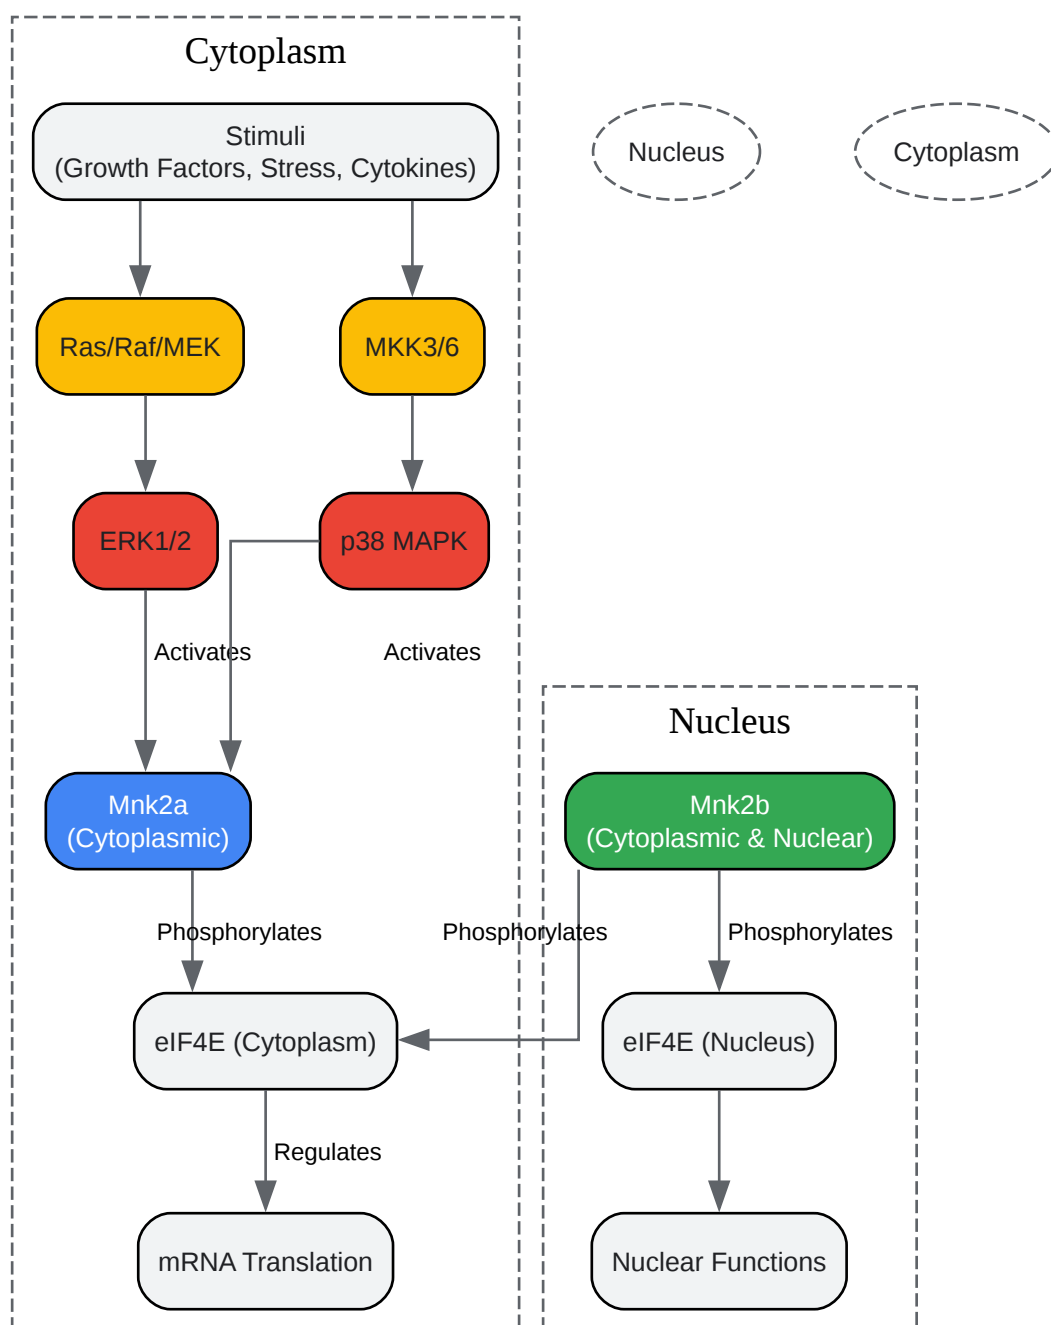 Cytoplasm
Stimuli
(Growth Factors, Stress, Cytokines)
Nucleus
Cytoplasm
Ras/Raf/MEK
MKK3/6
ERK1/2
p38 MAPK
Activates
Activates
Nucleus
Mnk2a
(Cytoplasmic)
Mnk2b
(Cytoplasmic & Nuclear)
Phosphorylates
Phosphorylates
Phosphorylates
eIF4E (Cytoplasm)
eIF4E (Nucleus)
Regulates
mRNA Translation
Nuclear Functions